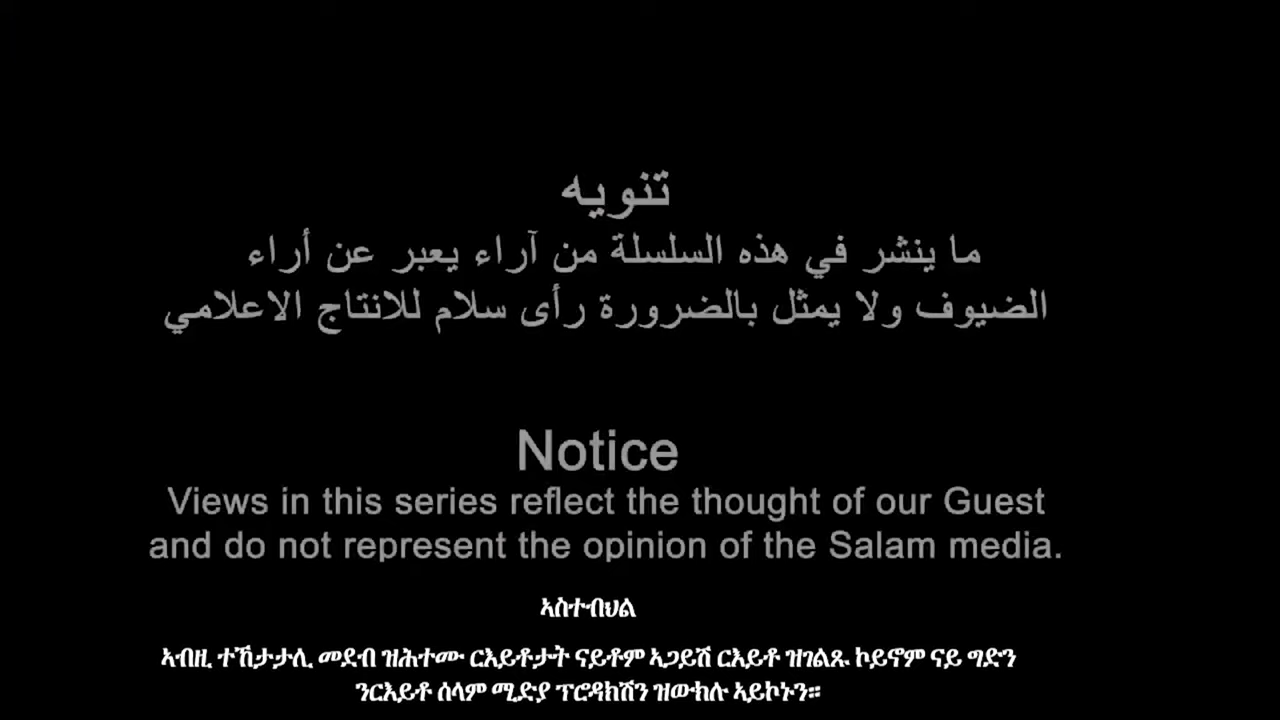 تنويه
ما ينشر في هذه السلسلة من آراء يعبر عن أراء
الضيوف ولا يمثل بالضرورة رأى سلام للانتاج الاعلامي
Notice
Views in this series reflect the thought of our Guest
and do not represent the opinion of the Salam media.
ኣስተብህል
ኣብዚ ተኸታታሊ መደብ ዝሕተሙ ርእይቶታት ናይቶም ኣጋይሽ ርእይቶ ዝገልጹ ኮይኖም ናይ ግድን
ንርእይቶ ሰላም ሚድያ ፕሮዳክሽን ዝውክሉ ኣይኮኑን።